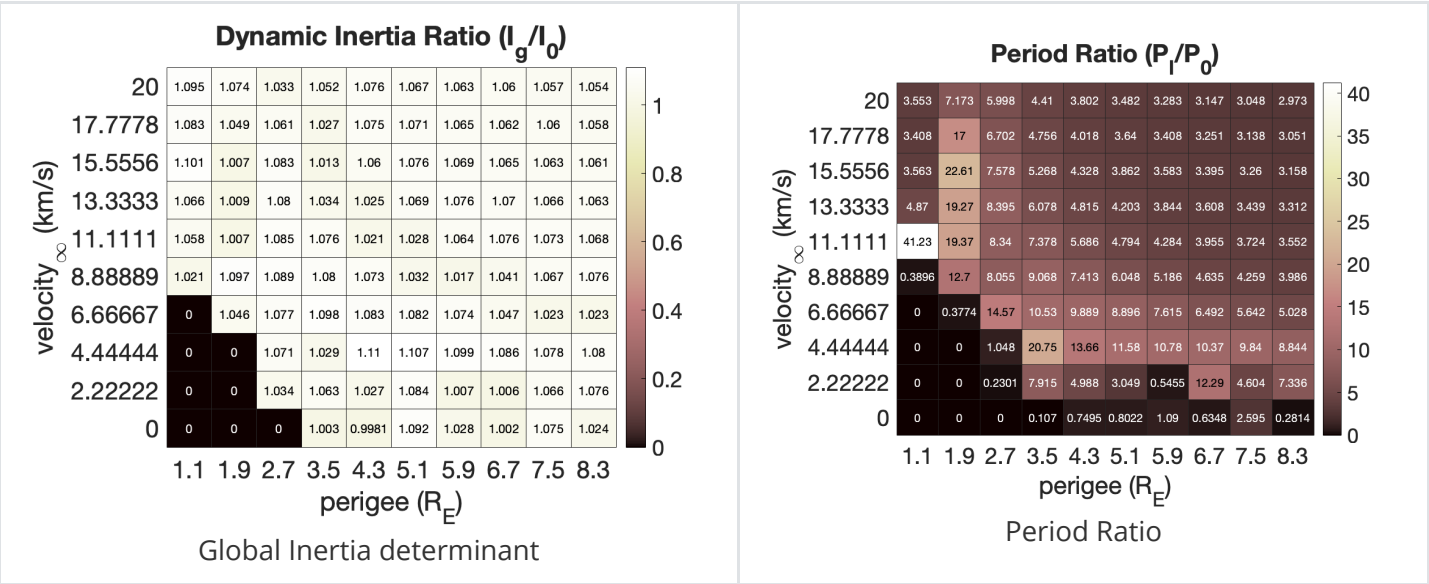 Dynamic Inertia Ratio (I_g/I_0)
20 1.095 1.074 1.033 1.052 1.076 1.067 1.063 1.06 1.057 1.054
17.7778 1.083 1.049 1.061 1.027 1.075 1.071 1.065 1.062 1.06 1.058
15.5556 1.101 1.007 1.083 1.013 1.06 1.076 1.069 1.065 1.063 1.061
13.3333 1.066 1.009 1.08 1.034 1.025 1.069 1.076 1.07 1.066 1.063
11.1111 1.058 1.007 1.085 1.076 1.021 1.028 1.064 1.076 1.073 1.068
8.88889 1.021 1.097 1.089 1.08 1.073 1.032 1.017 1.041 1.067 1.076
6.66667 0 1.046 1.077 1.098 1.083 1.082 1.074 1.047 1.023 1.023
4.44444 0 0 1.071 1.029 1.11 1.107 1.099 1.086 1.078 1.08
2.22222 0 0 1.034 1.063 1.027 1.084 1.007 1.006 1.066 1.076
0 0 0 0 1.003 0.9981 1.092 1.028 1.002 1.075 1.024
1.1 1.9 2.7 3.5 4.3 5.1 5.9 6.7 7.5 8.3
perigee (R_E)
velocity_∞ (km/s)
1
0.8
0.6
0.4
0.2
0
Global Inertia determinant
Period Ratio (P_l/P_0)
20 3.553 7.173 5.998 4.41 3.802 3.482 3.283 3.147 3.048 2.973
17.7778 3.408 17 6.702 4.756 4.018 3.64 3.408 3.251 3.138 3.051
15.5556 3.563 22.61 7.578 5.268 4.328 3.862 3.583 3.395 3.26 3.158
13.3333 4.87 19.27 8.395 6.078 4.815 4.203 3.844 3.608 3.439 3.312
11.1111 41.23 19.37 8.34 7.378 5.686 4.794 4.284 3.955 3.724 3.552
8.88889 0.3896 12.7 8.055 9.068 7.413 6.048 5.186 4.635 4.259 3.986
6.66667 0 0.3774 14.57 10.53 9.889 8.896 7.615 6.492 5.642 5.028
4.44444 0 0 1.048 20.75 13.66 11.58 10.78 10.37 9.84 8.844
2.22222 0 0 0.2301 7.915 4.988 3.049 0.5455 12.29 4.604 7.336
0 0 0 0 0.107 0.7495 0.8022 1.09 0.6348 2.595 0.2814
1.1 1.9 2.7 3.5 4.3 5.1 5.9 6.7 7.5 8.3
perigee (R_E)
velocity_∞ (km/s)
40
35
30
25
20
15
10
5
0
Period Ratio